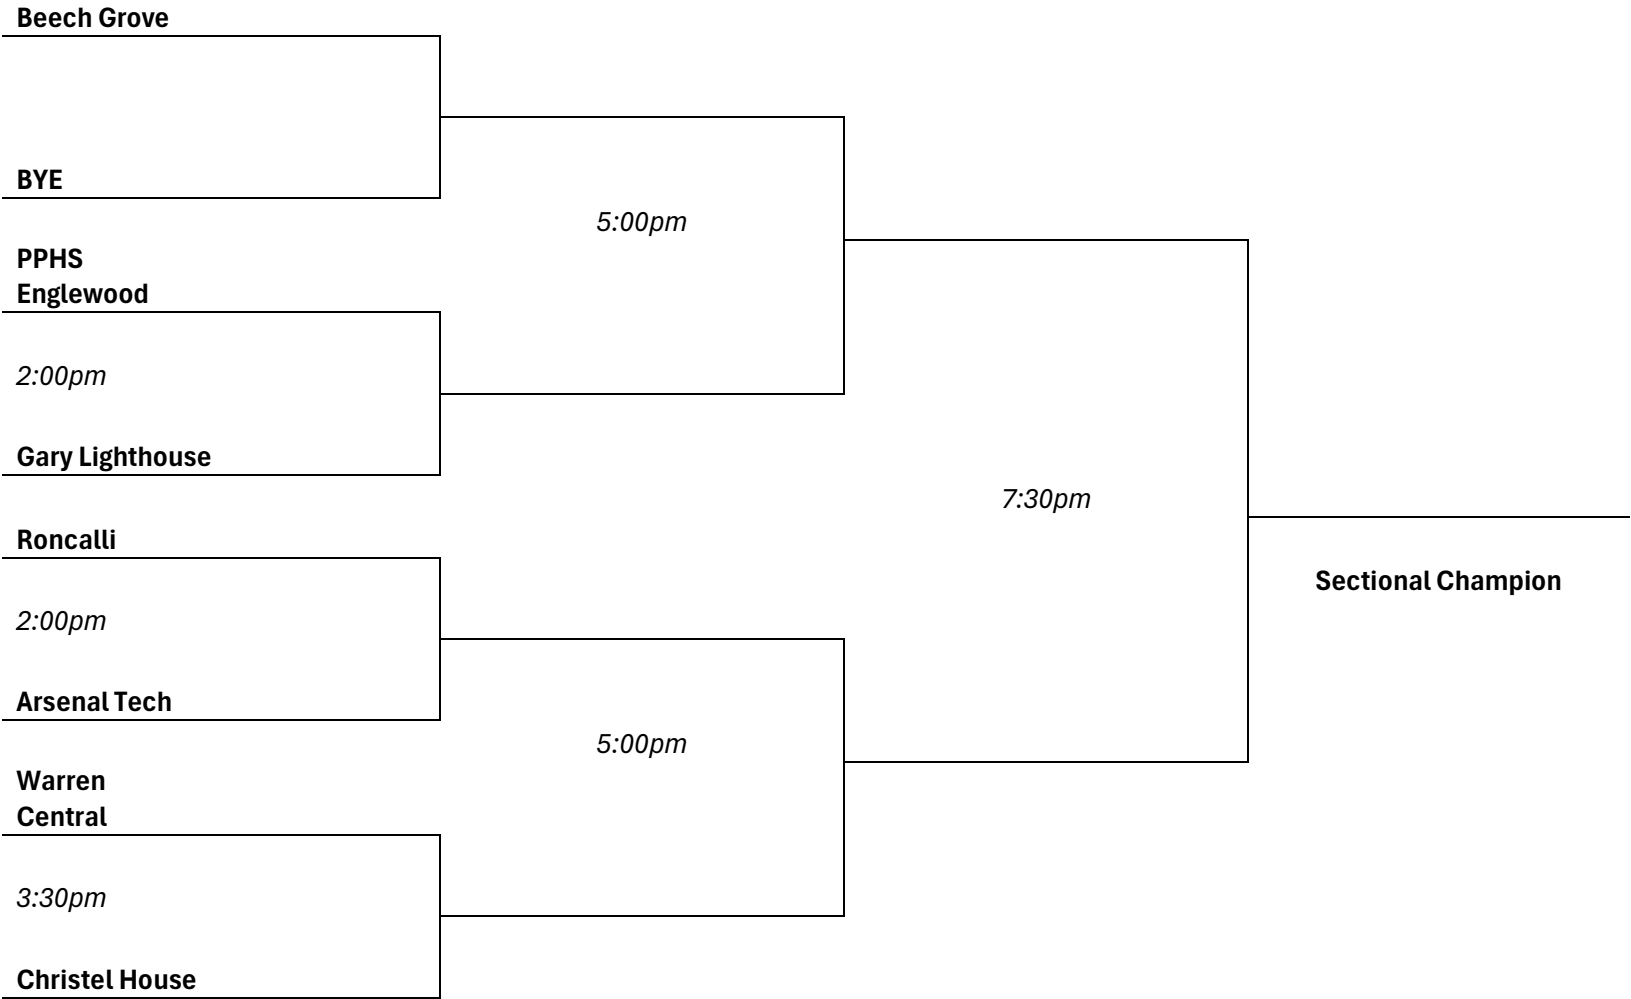 Beech Grove
BYE
5:00pm
PPHS
Englewood
2:00pm
Gary Lighthouse
7:30pm
Roncalli
Sectional Champion
2:00pm
Arsenal Tech
5:00pm
Warren
Central
3:30pm
Christel House